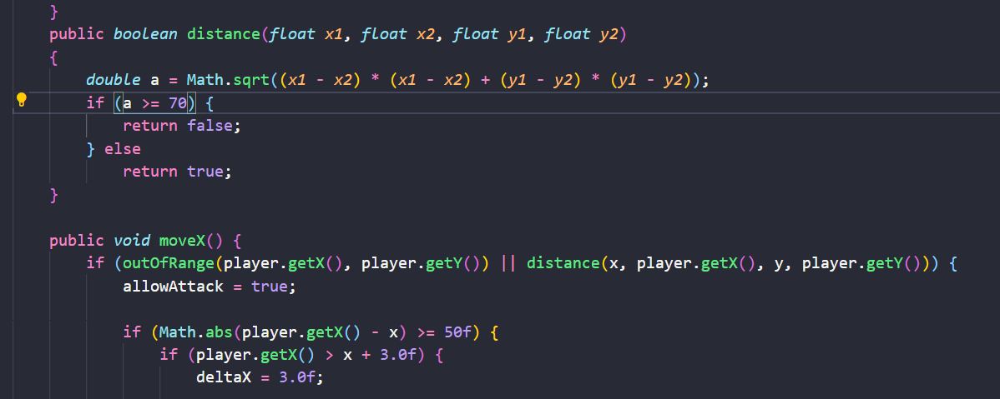 }
public boolean distance(float x1, float x2, float y1, float y2)
{
double a = Math.sqrt((x1 - x2) * (x1 - x2) + (y1 - y2) * (y1 - y2));
if (a >= 70) {
return false;
} else
return true;
}
public void moveX() {
if (outOfRange(player.getX(), player.getY()) || distance(x, player.getX(), y, player.getY())) {
allowAttack = true;
if (Math.abs(player.getX() - x) >= 50f) {
if (player.getX() > x + 3.0f) {
deltaX = 3.0f;